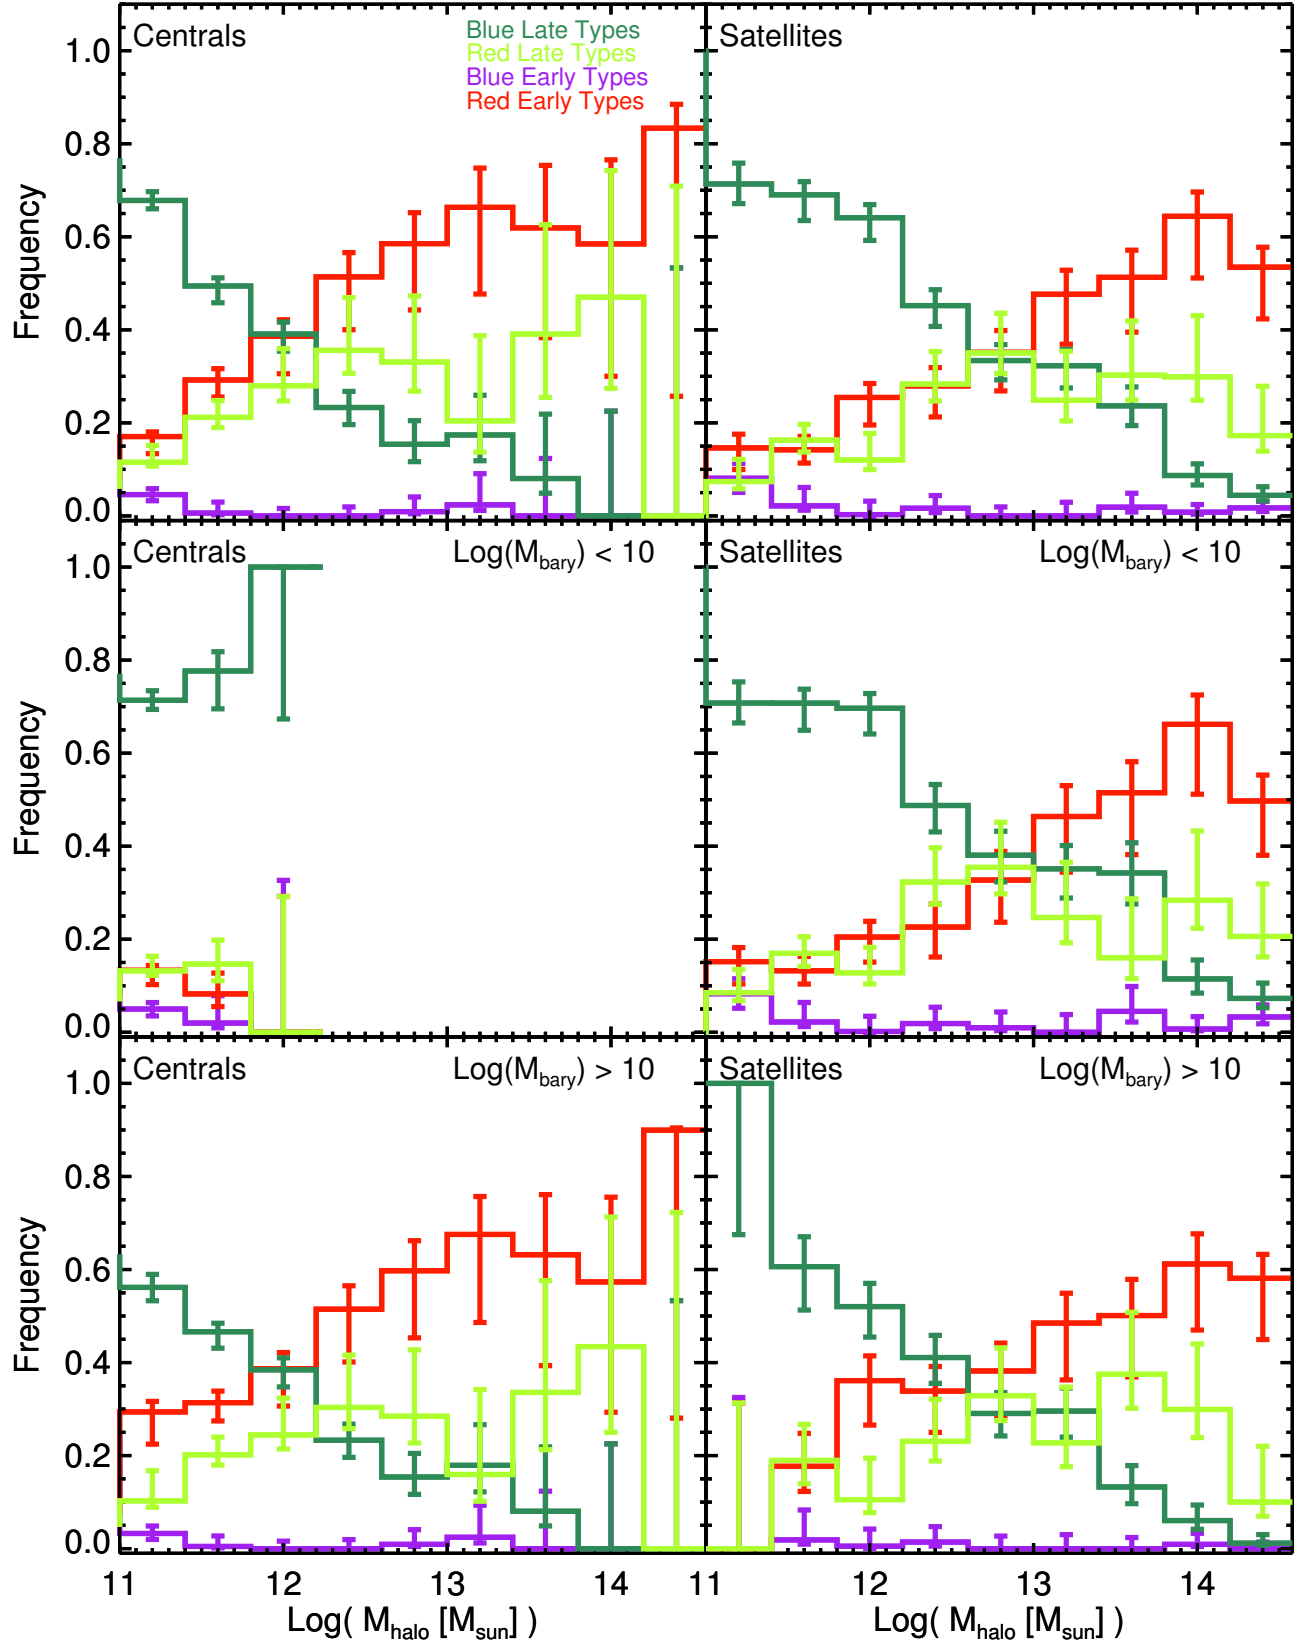 Centrals
Blue Late Types
Red Late Types
Blue Early Types
Red Early Types
Satellites
1.0
0.8
0.6
0.4
0.2
0.0
Frequency
Centrals
Log(M_bary) < 10
Satellites
Log(M_bary) < 10
1.0
0.8
0.6
0.4
0.2
0.0
Frequency
Centrals
Log(M_bary) > 10
Satellites
Log(M_bary) > 10
1.0
0.8
0.6
0.4
0.2
0.0
Frequency
11 12 13 14 11 12 13 14
Log( M_halo [M_sun] )
Log( M_halo [M_sun] )